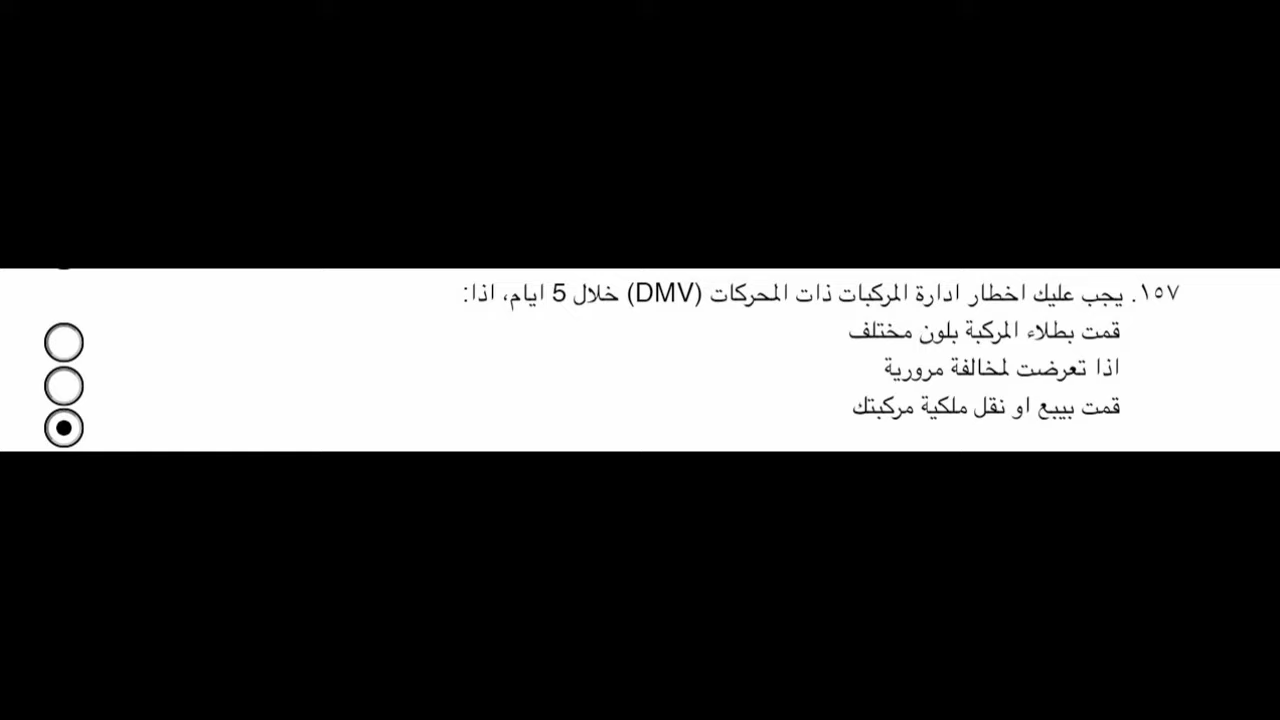 ١٥٧. يجب عليك اخطار ادارة المركبات ذات المحركات (DMV) خلال 5 ايام، اذا:
قمت بطلاء المركبة بلون مختلف
اذا تعرضت لمخالفة مرورية
قمت ببيع او نقل ملكية مركبتك